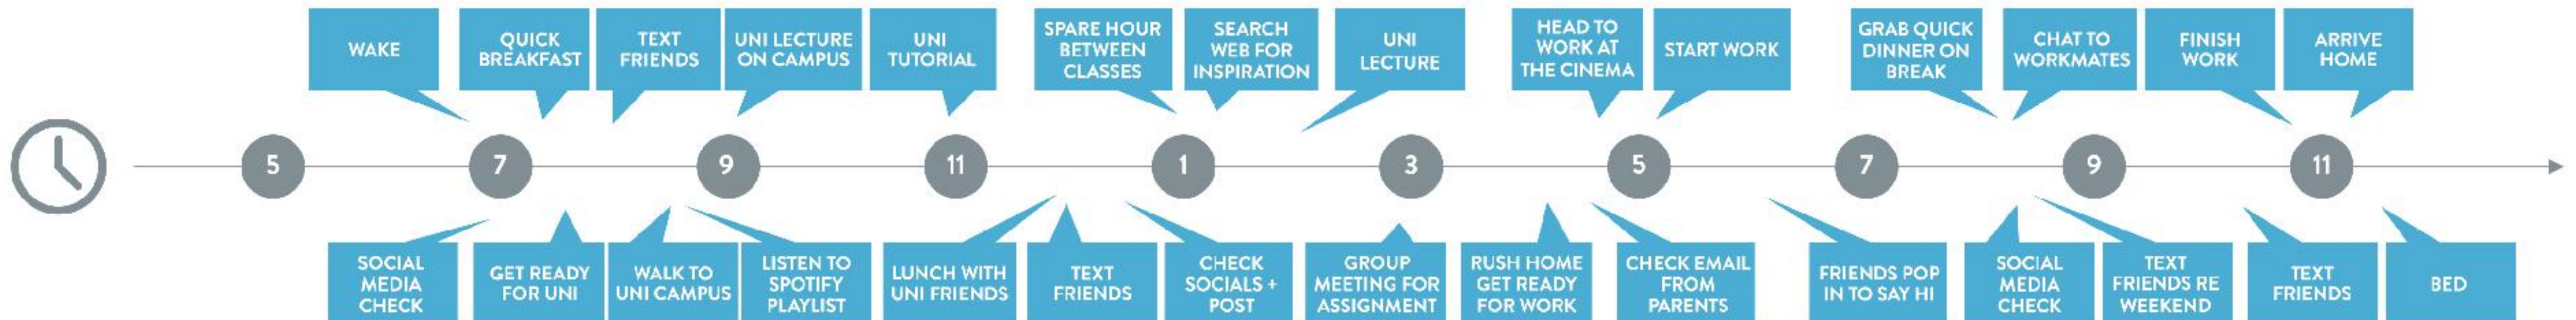 WAKE
QUICK
BREAKFAST
TEXT
FRIENDS
UNI LECTURE
ON CAMPUS
UNI
TUTORIAL
SPARE HOUR
BETWEEN
CLASSES
SEARCH
WEB FOR
INSPIRATION
UNI
LECTURE
HEAD TO
WORK AT
THE CINEMA
START WORK
GRAB QUICK
DINNER ON
BREAK
CHAT TO
WORKMATES
FINISH
WORK
ARRIVE
HOME
5 7 9 11 1 3 5 7 9 11
SOCIAL
MEDIA
CHECK
GET READY
FOR UNI
WALK TO
UNI CAMPUS
LISTEN TO
SPOTIFY
PLAYLIST
LUNCH WITH
UNI FRIENDS
TEXT
FRIENDS
CHECK
SOCIALS +
POST
GROUP
MEETING FOR
ASSIGNMENT
RUSH HOME
GET READY
FOR WORK
CHECK EMAIL
FROM
PARENTS
FRIENDS POP
IN TO SAY HI
SOCIAL
MEDIA
CHECK
TEXT
FRIENDS RE
WEEKEND
TEXT
FRIENDS
BED